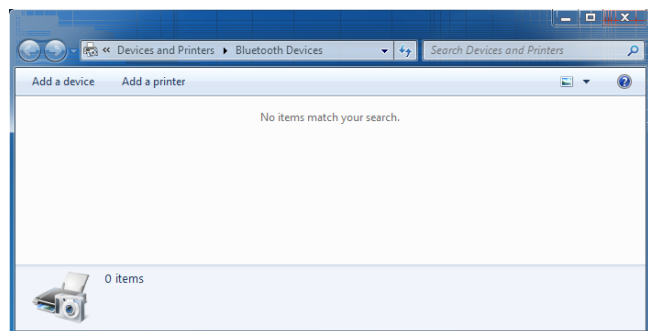 « Devices and Printers ▸ Bluetooth Devices
Search Devices and Printers
Add a device Add a printer
No items match your search.
0 items